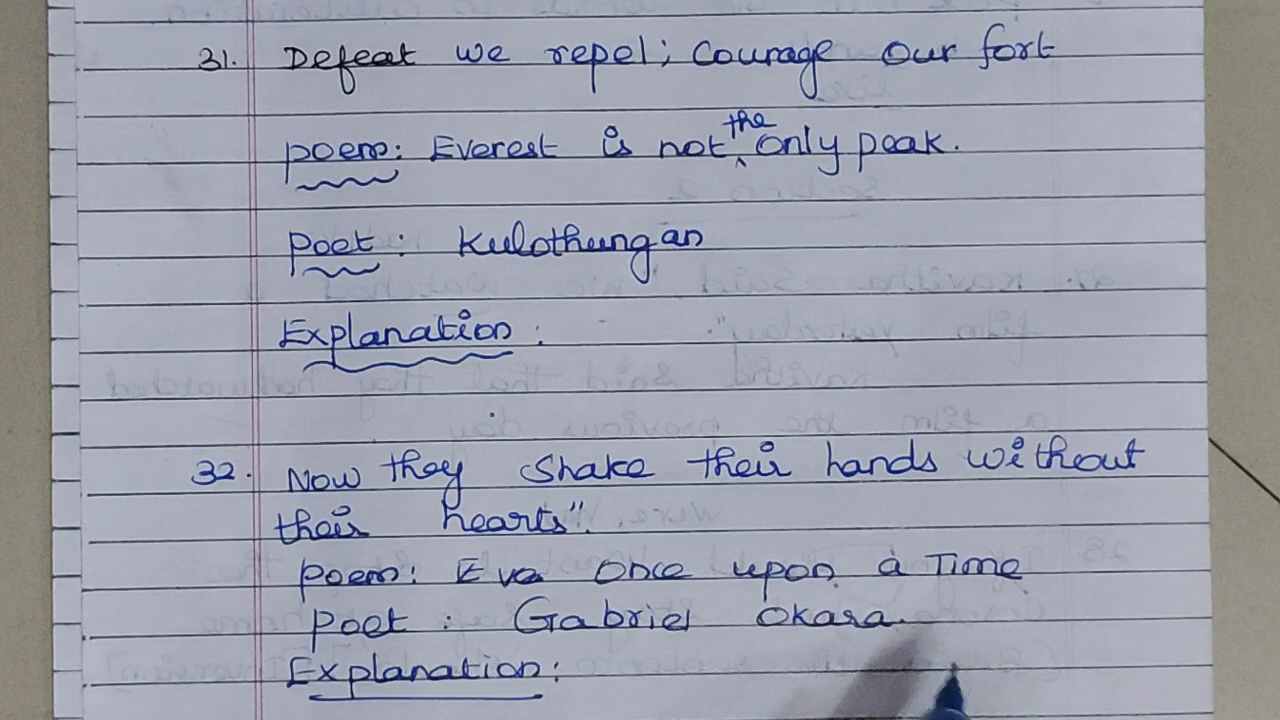 31. Defeat we repel; Courage Our fort
poem: Everest is not the only peak.
poet: Kulothungan
Explanation:
32. Now they Shake their hands without
their hearts".
poem: Eva Once upon a Time
poet: Gabriel Okara.
Explanation: